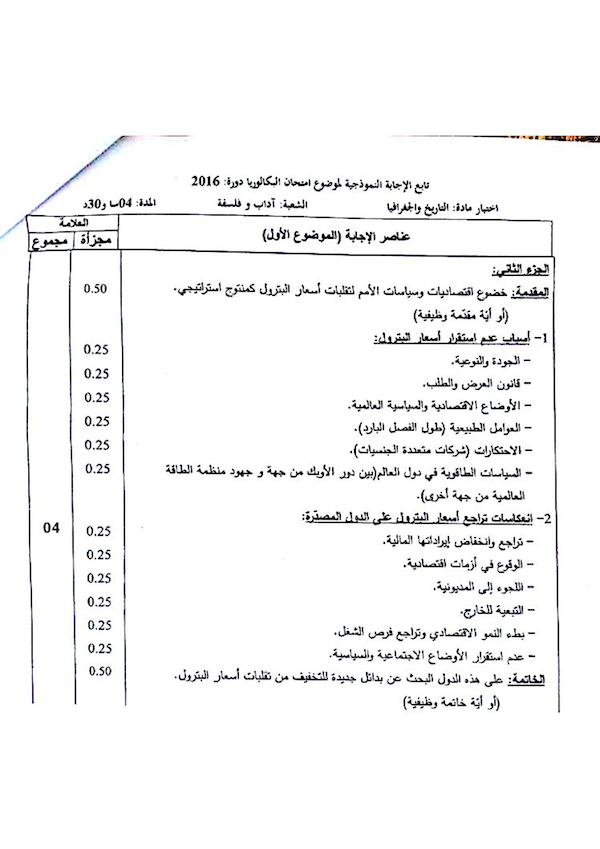 تابع الإجابة النموذجية لموضوع امتحان البكالوريا دورة: 2016
اختبار مادة: التاريخ والجغرافيا الشعبة: آداب و فلسفة المدة: 04سا و30د
عناصر الإجابة (الموضوع الأول) العلامة
مجزأة مجموع
الجزء الثاني:
المقدمة: خضوع اقتصاديات وسياسات الأمم لتقلبات أسعار البترول كمنتوج استراتيجي. 0.50
(أو أيّة مقدّمة وظيفية)
1- أسباب عدم استقرار أسعار البترول:
- الجودة والنوعية. 0.25
- قانون العرض والطلب. 0.25
- الأوضاع الاقتصادية والسياسية العالمية. 0.25
- العوامل الطبيعية (طول الفصل البارد). 0.25
- الاحتكارات (شركات متعددة الجنسيات). 0.25
- السياسات الطاقوية في دول العالم(بين دور الأوبك من جهة و جهود منظمة الطاقة 0.25
العالمية من جهة أخرى).
2- انعكاسات تراجع أسعار البترول على الدول المصدّرة: 04
- تراجع وانخفاض إيراداتها المالية. 0.25
- الوقوع في أزمات اقتصادية. 0.25
- اللجوء إلى المديونية. 0.25
- التبعية للخارج. 0.25
- بطء النمو الاقتصادي وتراجع فرص الشغل. 0.25
- عدم استقرار الأوضاع الاجتماعية والسياسية. 0.25
الخاتمة: على هذه الدول البحث عن بدائل جديدة للتخفيف من تقلبات أسعار البترول. 0.50
(أو أيّة خاتمة وظيفية)